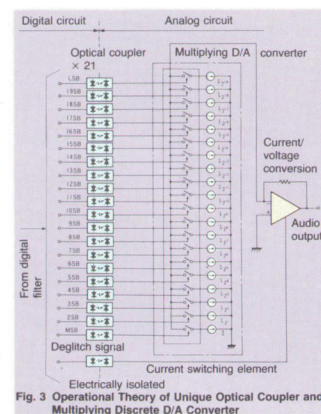 Digital circuit
Analog circuit
Optical coupler
× 21
Multiplying D/A converter
LSB
19SB
18SB
17SB
16SB
15SB
14SB
13SB
12SB
11SB
10SB
9SB
8SB
7SB
6SB
5SB
4SB
3SB
2SB
MSB
Current/
voltage
conversion
Audio
output
From digital
filter
Deglitch signal
Current switching element
Electrically isolated
Fig. 3 Operational Theory of Unique Optical Coupler and
Multiplying Discrete D/A Converter